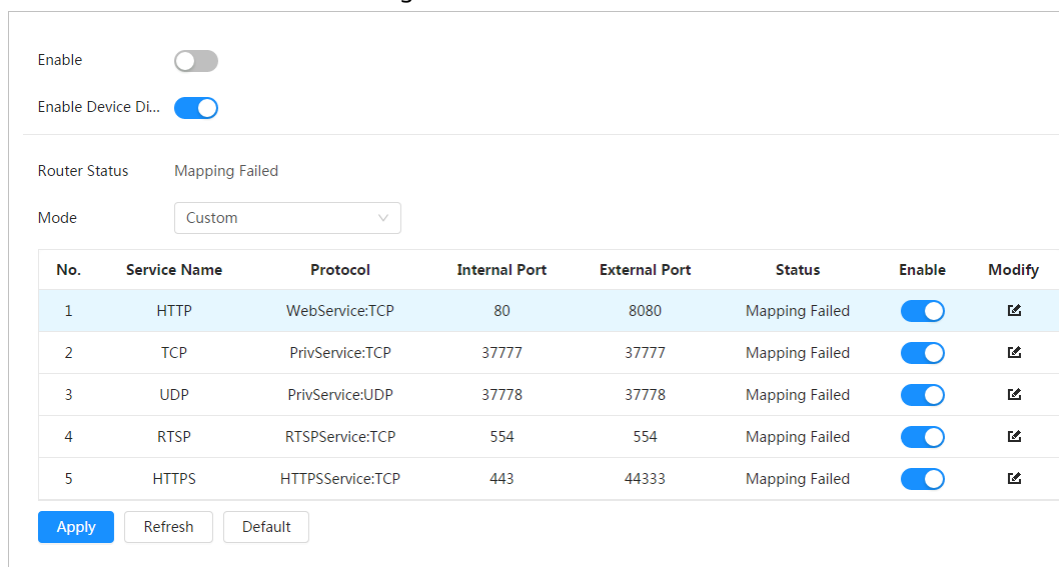 Enable
Enable Device Di...
Router Status Mapping Failed
Mode Custom
No. Service Name Protocol Internal Port External Port Status Enable Modify
1 HTTP WebService:TCP 80 8080 Mapping Failed
2 TCP PrivService:TCP 37777 37777 Mapping Failed
3 UDP PrivService:UDP 37778 37778 Mapping Failed
4 RTSP RTSPService:TCP 554 554 Mapping Failed
5 HTTPS HTTPSService:TCP 443 44333 Mapping Failed
Apply Refresh Default